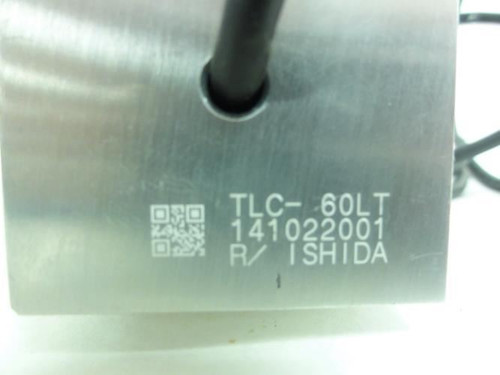 TLC- 60LT
141022001
R/ ISHIDA